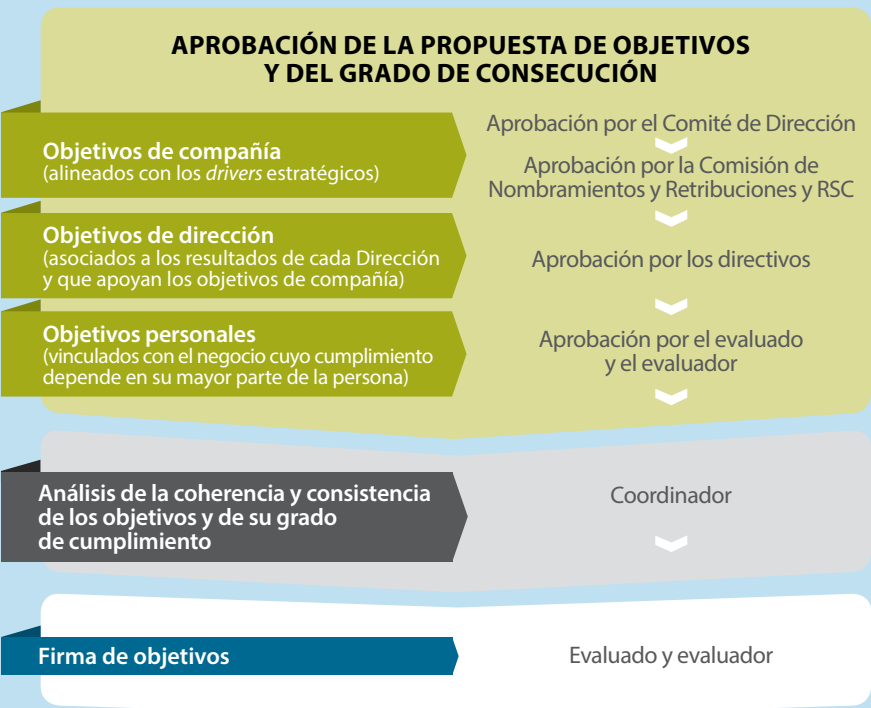 APROBACIÓN DE LA PROPUESTA DE OBJETIVOS
Y DEL GRADO DE CONSECUCIÓN
Objetivos de compañía
(alineados con los drivers estratégicos)
Aprobación por el Comité de Dirección
Aprobación por la Comisión de
Nombramientos y Retribuciones y RSC
Objetivos de dirección
(asociados a los resultados de cada Dirección
y que apoyan los objetivos de compañía)
Aprobación por los directivos
Objetivos personales
(vinculados con el negocio cuyo cumplimiento
depende en su mayor parte de la persona)
Aprobación por el evaluado
y el evaluador
Análisis de la coherencia y consistencia
de los objetivos y de su grado
de cumplimiento
Coordinador
Firma de objetivos
Evaluado y evaluador